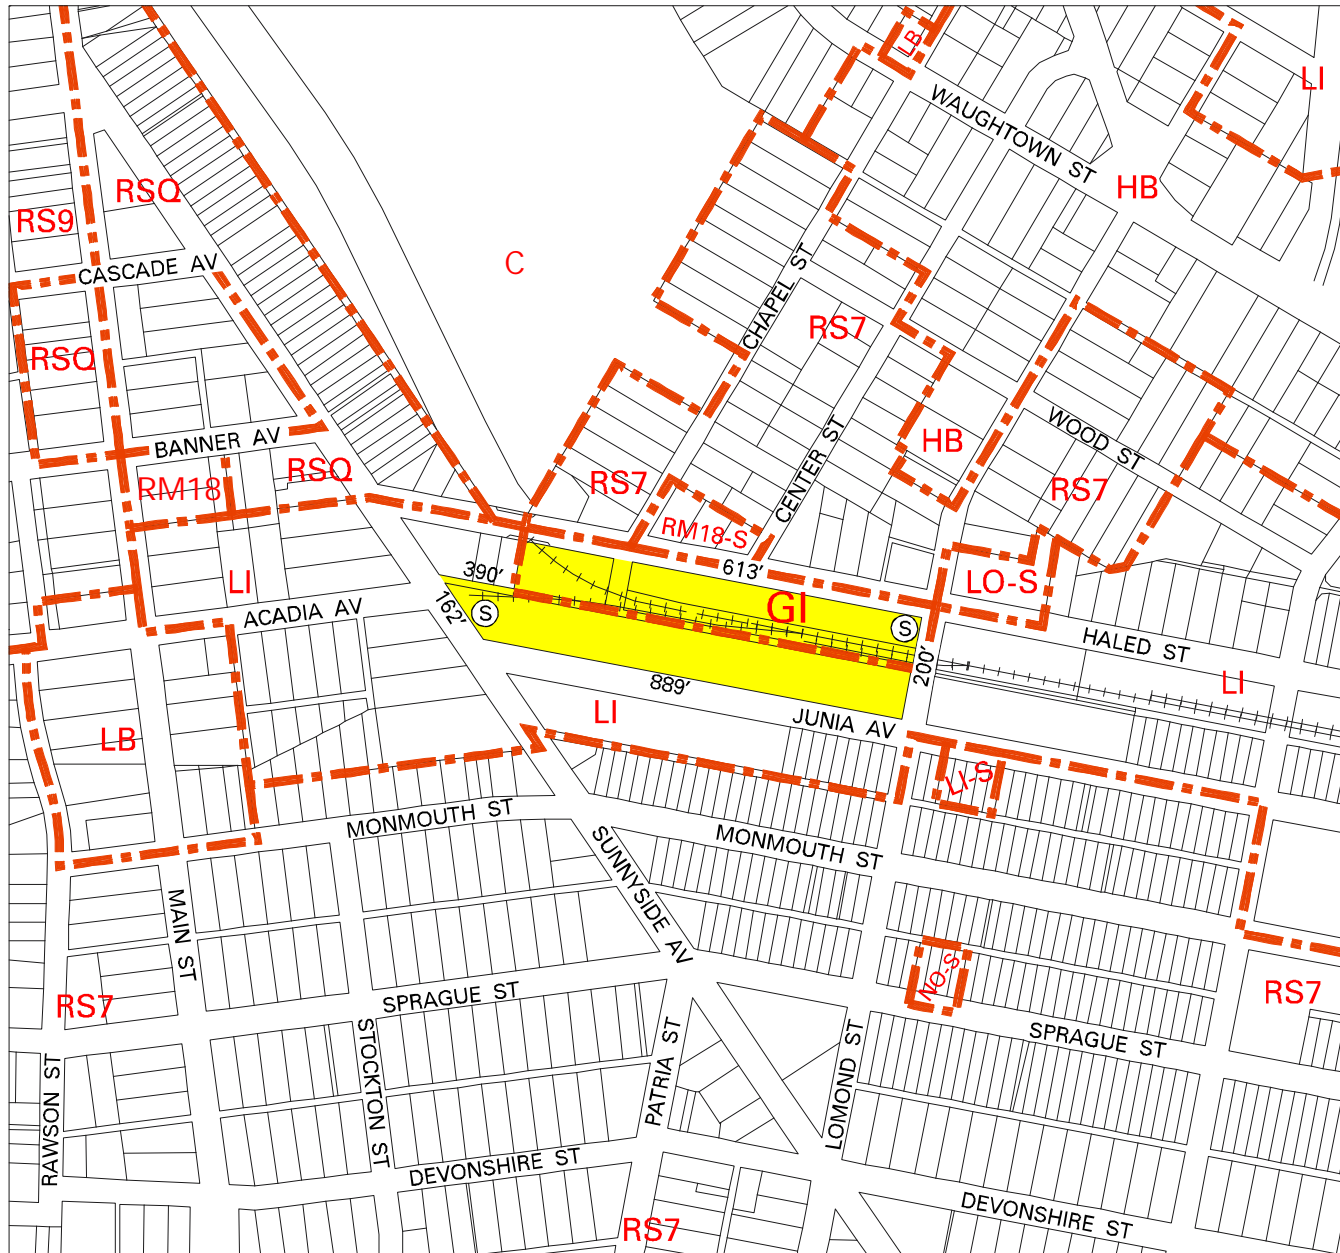 LB
LI
WAUGHTOWN ST
HB
RSQ
RS9
C
CASCADE AV
CHAPEL ST
RS7
RSQ
WOOD ST
BANNER AV
RSQ
HB
CENTER ST
RM18
RS7
RS7
RM18-S
613'
390'
LI
GI
LO-S
162'
S
ACADIA AV
S
HALED ST
200'
889'
LI
LI
JUNIA AV
LB
LI-S
MONMOUTH ST
MONMOUTH ST
SUNNYSIDE AV
MAIN ST
NO-S
RS7
SPRAGUE ST
RS7
SPRAGUE ST
STOCKTON ST
PATRIA ST
LOMOND ST
RAWSON ST
DEVONSHIRE ST
DEVONSHIRE ST
RS7